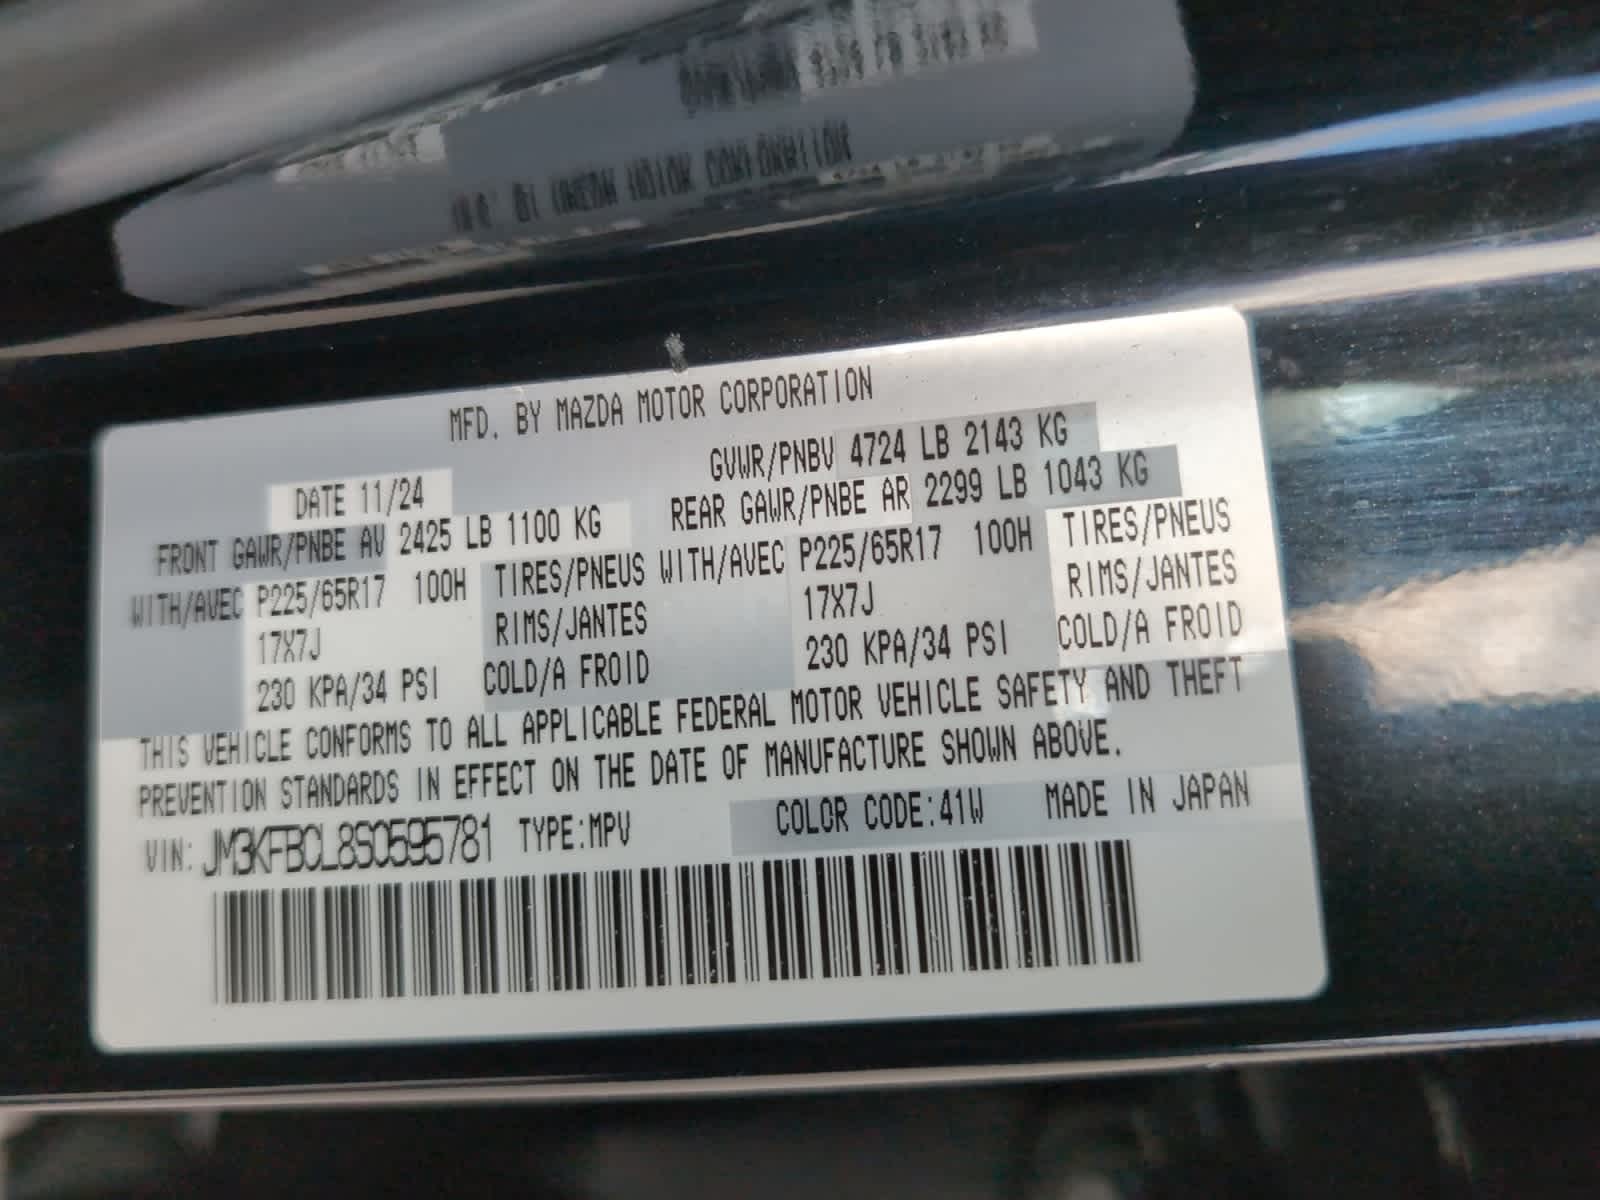 MFD. BY MAZDA MOTOR CORPORATION
DATE 11/24 GVWR/PNBV 4724 LB 2143 KG
FRONT GAWR/PNBE AV 2425 LB 1100 KG REAR GAWR/PNBE AR 2299 LB 1043 KG
WITH/AVEC P225/65R17 100H TIRES/PNEUS WITH/AVEC P225/65R17 100H TIRES/PNEUS
17X7J RIMS/JANTES 17X7J RIMS/JANTES
230 KPA/34 PSI COLD/A FROID 230 KPA/34 PSI COLD/A FROID
THIS VEHICLE CONFORMS TO ALL APPLICABLE FEDERAL MOTOR VEHICLE SAFETY AND THEFT
PREVENTION STANDARDS IN EFFECT ON THE DATE OF MANUFACTURE SHOWN ABOVE.
VIN: JM3KFBCL8S0595781 TYPE:MPV COLOR CODE:41W MADE IN JAPAN